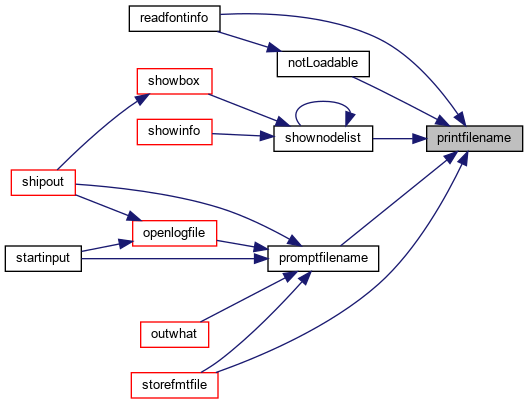 readfontinfo
notLoadable
showbox
showinfo
shownodelist
printfilename
shipout
openlogfile
startinput
promptfilename
outwhat
storefmtfile